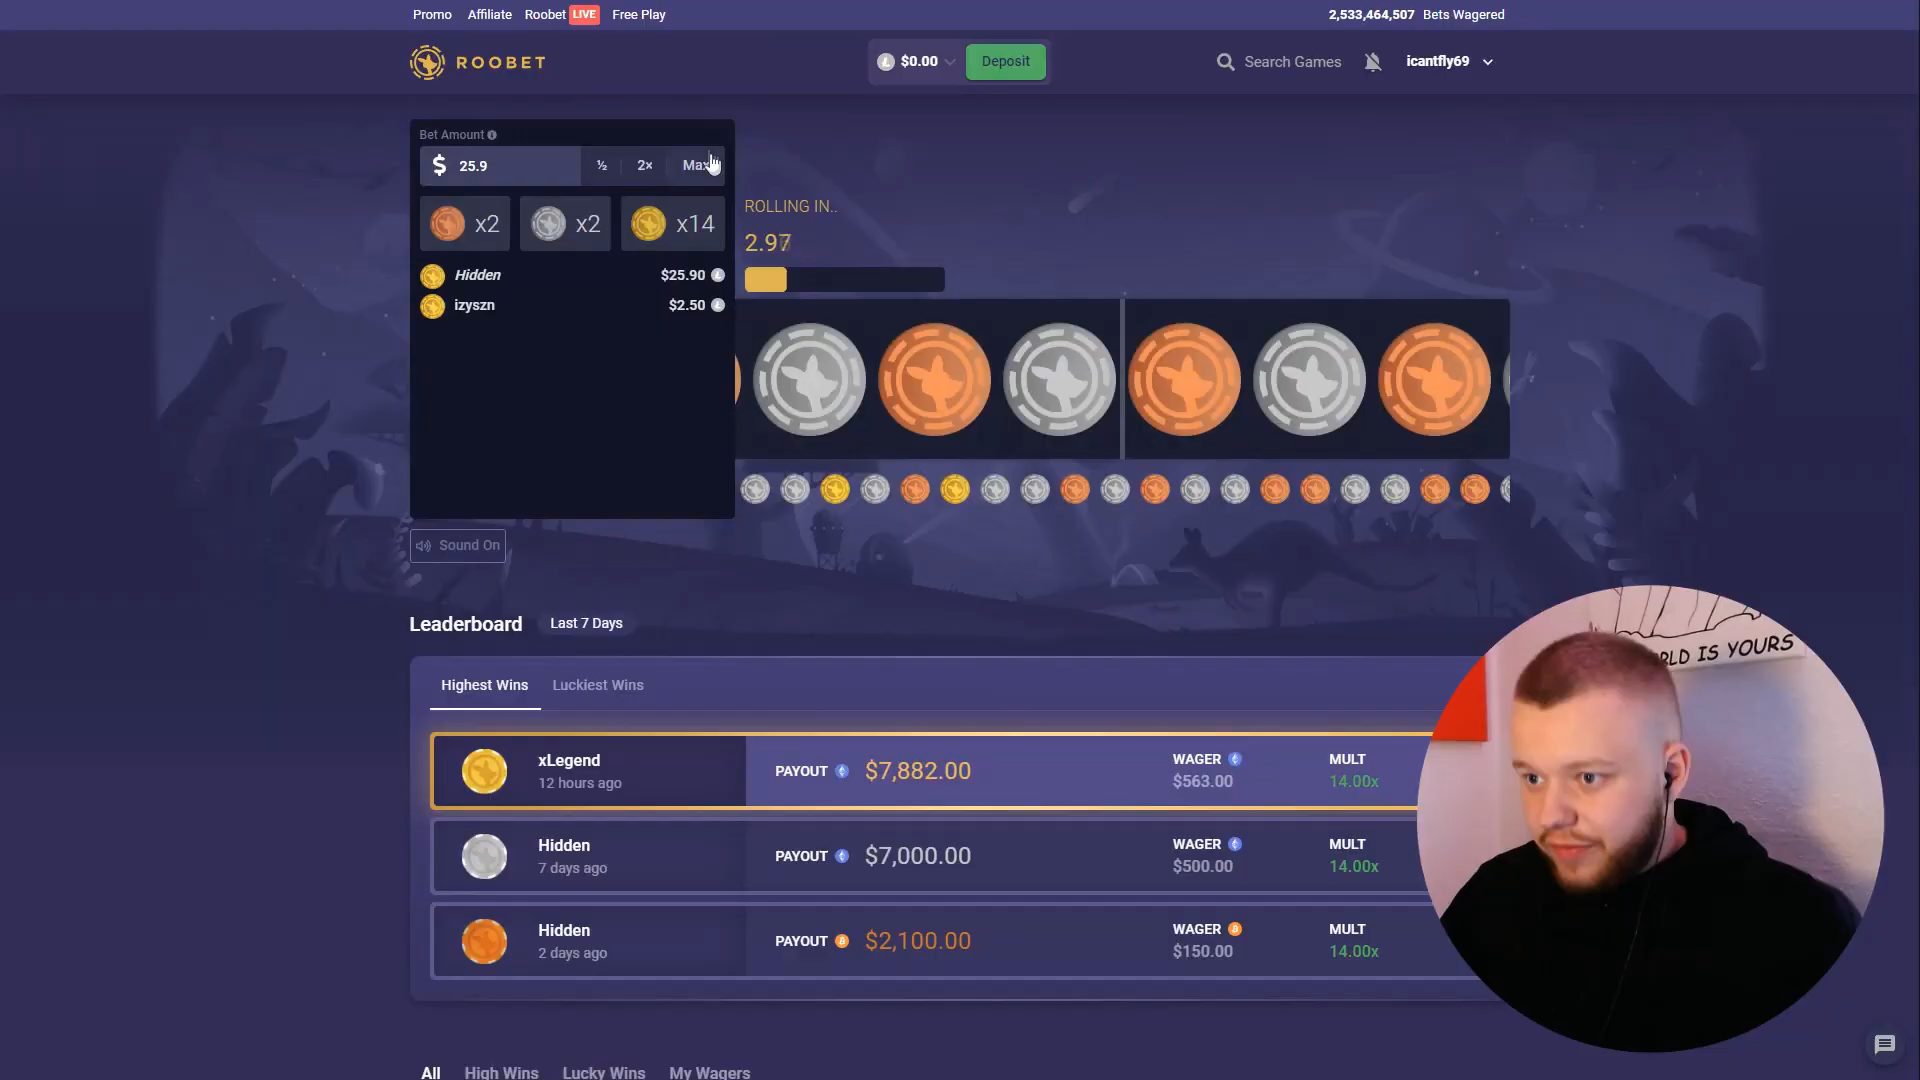 Promo Affiliate Roobet LIVE Free Play 2,533,464,507 Bets Wagered
ROOBET $0.00 Deposit Search Games icantfly69
Bet Amount
$ 25.9 ½ 2× Max
x2 x2 x14
Hidden $25.90
izyszn $2.50
ROLLING IN..
2.97
Sound On
Leaderboard Last 7 Days
Highest Wins Luckiest Wins
xLegend
12 hours ago
PAYOUT $7,882.00
WAGER
$563.00
MULT
14.00x
Hidden
7 days ago
PAYOUT $7,000.00
WAGER
$500.00
MULT
14.00x
Hidden
2 days ago
PAYOUT $2,100.00
WAGER
$150.00
MULT
14.00x
All High Wins Lucky Wins My Wagers
IS YOURS